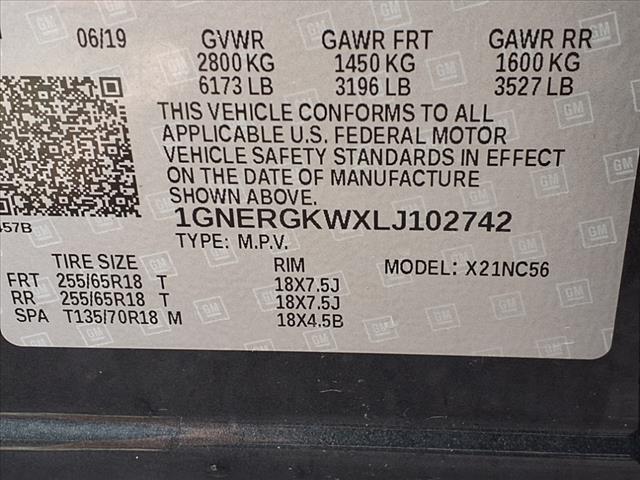 06/19 GVWR GAWR FRT GAWR RR
2800 KG 1450 KG 1600 KG
6173 LB 3196 LB 3527 LB
THIS VEHICLE CONFORMS TO ALL
APPLICABLE U.S. FEDERAL MOTOR
VEHICLE SAFETY STANDARDS IN EFFECT
ON THE DATE OF MANUFACTURE
SHOWN ABOVE.
457B
1GNERGKWXLJ102742
TYPE: M.P.V.
TIRE SIZE RIM MODEL: X21NC56
FRT 255/65R18 T 18X7.5J
RR 255/65R18 T 18X7.5J
SPA T135/70R18 M 18X4.5B